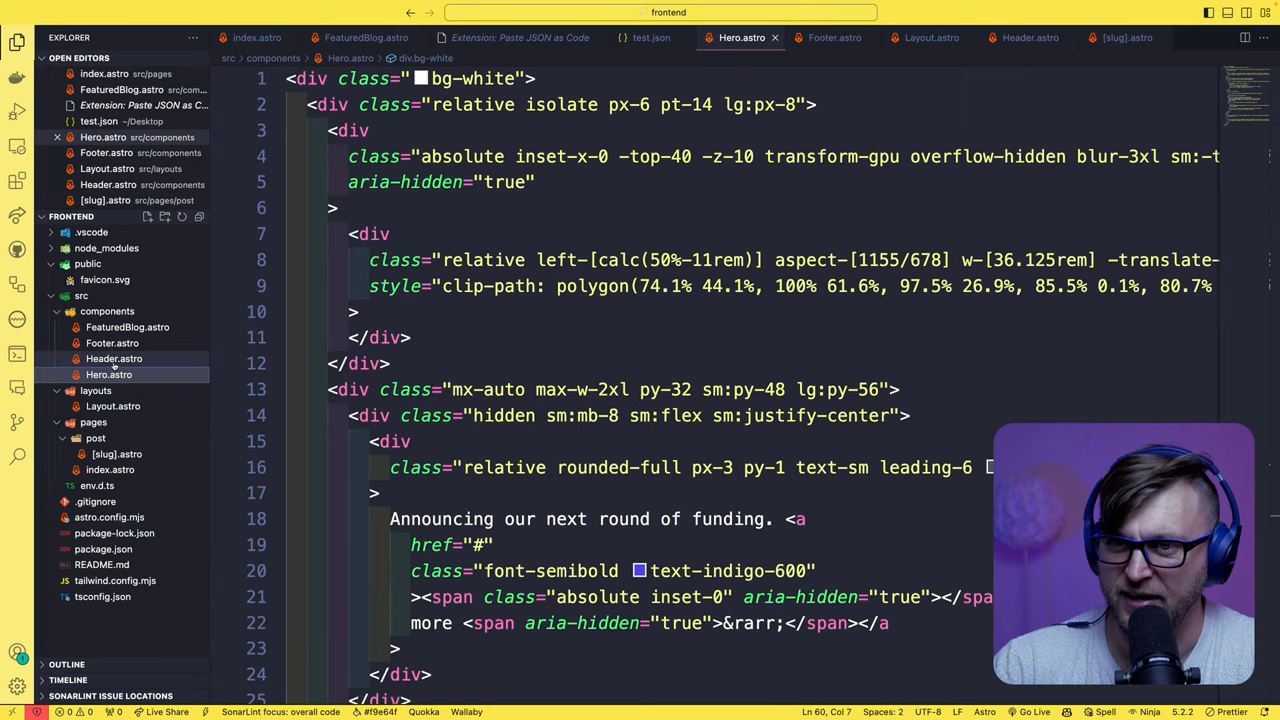 frontend
EXPLORER
index.astro
FeaturedBlog.astro
Extension: Paste JSON as Code
test.json
Hero.astro
Footer.astro
Layout.astro
Header.astro
[slug].astro
OPEN EDITORS
index.astro src/pages
FeaturedBlog.astro src/com...
Extension: Paste JSON as C...
test.json ~/Desktop
Hero.astro src/components
Footer.astro src/components
Layout.astro src/layouts
Header.astro src/components
[slug].astro src/pages/post
FRONTEND
.vscode
node_modules
public
favicon.svg
src
components
FeaturedBlog.astro
Footer.astro
Header.astro
Hero.astro
layouts
Layout.astro
pages
post
[slug].astro
index.astro
TS env.d.ts
.gitignore
astro.config.mjs
package-lock.json
package.json
README.md
tailwind.config.mjs
tsconfig.json
OUTLINE
TIMELINE
SONARLINT ISSUE LOCATIONS
src > components > Hero.astro > div.bg-white
1 <div class="bg-white">
2 <div class="relative isolate px-6 pt-14 lg:px-8">
3 <div
4 class="absolute inset-x-0 -top-40 -z-10 transform-gpu overflow-hidden blur-3xl sm:-t
5 aria-hidden="true"
6 >
7 <div
8 class="relative left-[calc(50%-11rem)] aspect-[1155/678] w-[36.125rem] -translate-
9 style="clip-path: polygon(74.1% 44.1%, 100% 61.6%, 97.5% 26.9%, 85.5% 0.1%, 80.7%
10 >
11 </div>
12 </div>
13 <div class="mx-auto max-w-2xl py-32 sm:py-48 lg:py-56">
14 <div class="hidden sm:mb-8 sm:flex sm:justify-center">
15 <div
16 class="relative rounded-full px-3 py-1 text-sm leading-6
17 >
18 Announcing our next round of funding. <a
19 href="#"
20 class="font-semibold text-indigo-600"
21 ><span class="absolute inset-0" aria-hidden="true"></spa
22 more <span aria-hidden="true">&rarr;</span></a
23 >
24 </div>
25 </div>
1
0 0 0 Live Share SonarLint focus: overall code #f9e64f Quokka Wallaby Ln 60, Col 7 Spaces: 2 UTF-8 LF Astro Go Live Spell Ninja 5.2.2 Prettier